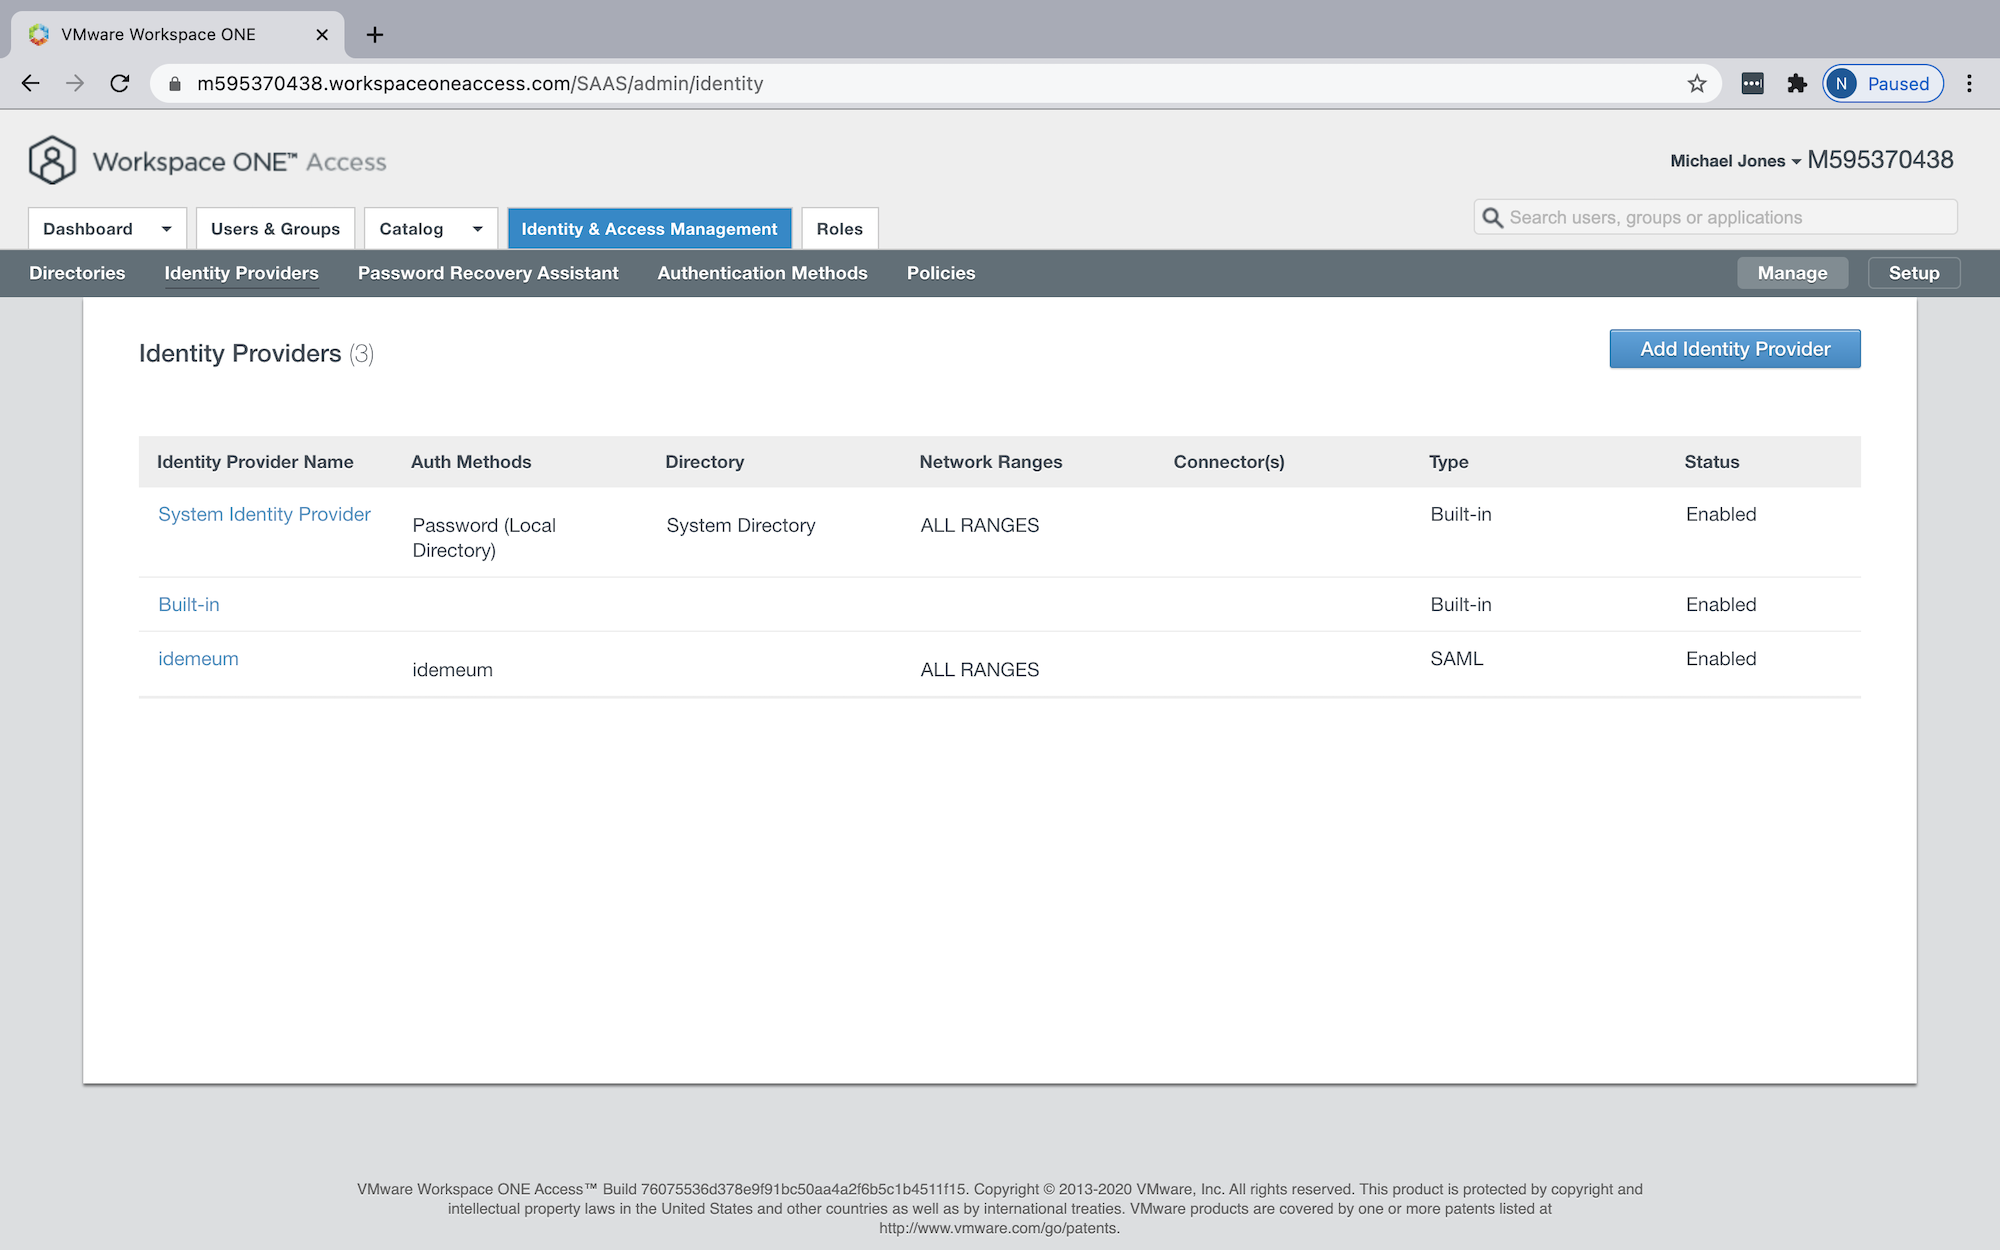 VMware Workspace ONE
m595370438.workspaceoneaccess.com/SAAS/admin/identity
N Paused
Workspace ONE™ Access
Michael Jones M595370438
Dashboard Users & Groups Catalog Identity & Access Management Roles
Search users, groups or applications
Directories Identity Providers Password Recovery Assistant Authentication Methods Policies Manage Setup
Identity Providers (3)
Add Identity Provider
Identity Provider Name Auth Methods Directory Network Ranges Connector(s) Type Status
System Identity Provider Password (Local System Directory ALL RANGES Built-in Enabled
Directory)
Built-in Built-in Enabled
idemeum idemeum ALL RANGES SAML Enabled
VMware Workspace ONE Access™ Build 76075536d378e9f91bc50aa4a2f6b5c1b4511f15. Copyright © 2013-2020 VMware, Inc. All rights reserved. This product is protected by copyright and
intellectual property laws in the United States and other countries as well as by international treaties. VMware products are covered by one or more patents listed at
http://www.vmware.com/go/patents.